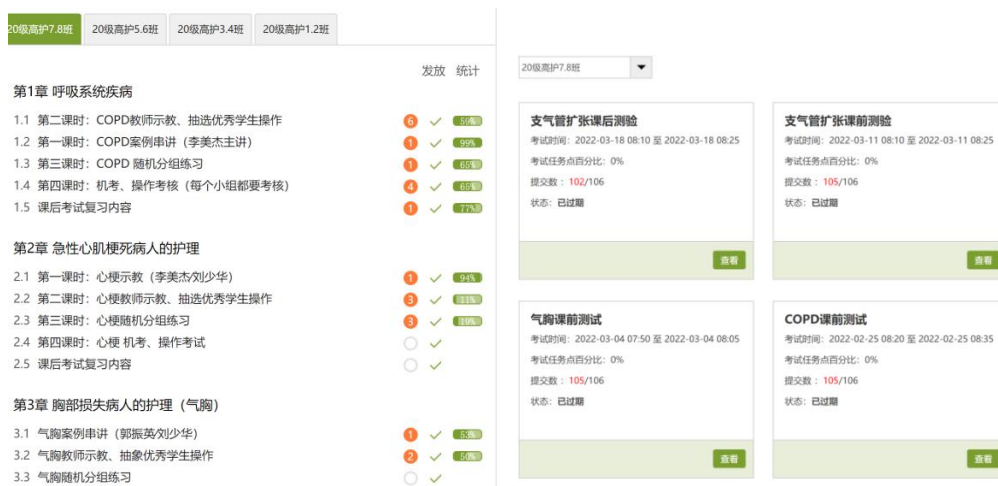 20级高护7.8班 20级高护5.6班 20级高护3.4班 20级高护1.2班
发放 统计
第1章 呼吸系统疾病
1.1 第二课时：COPD教师示教、抽选优秀学生操作 6 59%
1.2 第一课时：COPD案例串讲（李美杰主讲） 1 99%
1.3 第三课时：COPD 随机分组练习 1 65%
1.4 第四课时：机考、操作考核（每个小组都要考核） 4 65%
1.5 课后考试复习内容 1 77%
第2章 急性心肌梗死病人的护理
2.1 第一课时：心梗示教（李美杰/刘少华） 1 94%
2.2 第二课时：心梗教师示教、抽选优秀学生操作 3 11%
2.3 第三课时：心梗随机分组练习 3 19%
2.4 第四课时：心梗 机考、操作考试
2.5 课后考试复习内容
第3章 胸部损失病人的护理（气胸）
3.1 气胸案例串讲（郭振英/刘少华） 1 53%
3.2 气胸教师示教、抽象优秀学生操作 2 50%
3.3 气胸随机分组练习
20级高护7.8班
支气管扩张课后测验
考试时间：2022-03-18 08:10 至 2022-03-18 08:25
考试任务点百分比：0%
提交数：102/106
状态：已过期
查看
支气管扩张课前测验
考试时间：2022-03-11 08:10 至 2022-03-11 08:25
考试任务点百分比：0%
提交数：105/106
状态：已过期
查看
气胸课前测试
考试时间：2022-03-04 07:50 至 2022-03-04 08:05
考试任务点百分比：0%
提交数：105/106
状态：已过期
查看
COPD课前测试
考试时间：2022-02-25 08:20 至 2022-02-25 08:35
考试任务点百分比：0%
提交数：105/106
状态：已过期
查看